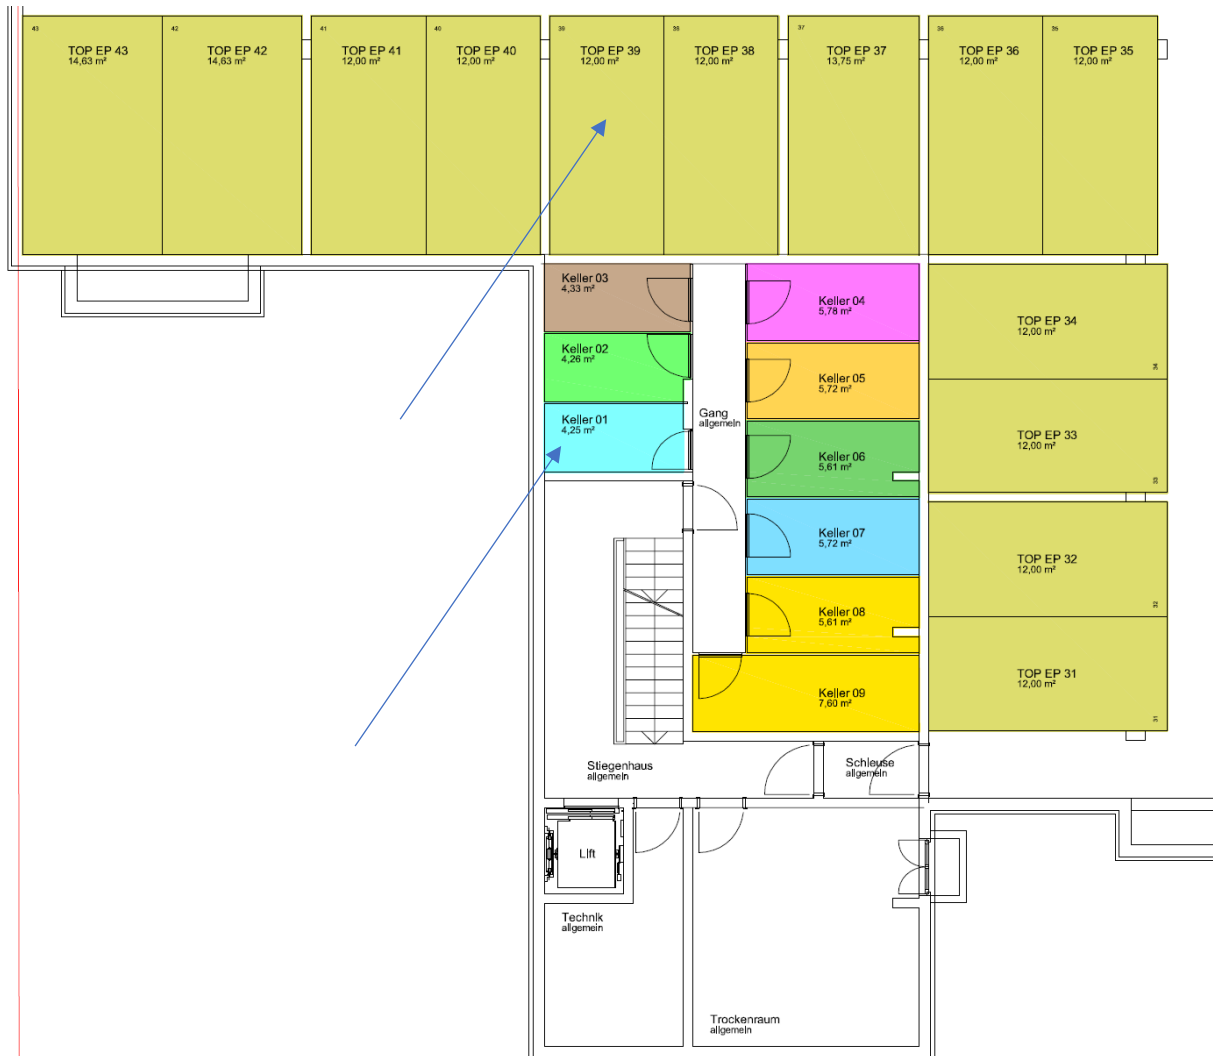 43
TOP EP 43
14,63 m²
42
TOP EP 42
14,63 m²
41
TOP EP 41
12,00 m²
40
TOP EP 40
12,00 m²
39
TOP EP 39
12,00 m²
38
TOP EP 38
12,00 m²
37
TOP EP 37
13,75 m²
36
TOP EP 36
12,00 m²
35
TOP EP 35
12,00 m²
Keller 03
4,33 m²
Keller 04
5,78 m²
TOP EP 34
12,00 m²
34
Keller 02
4,26 m²
Keller 05
5,72 m²
Keller 01
4,25 m²
Gang
allgemein
TOP EP 33
12,00 m²
33
Keller 06
5,61 m²
Keller 07
5,72 m²
TOP EP 32
12,00 m²
32
Keller 08
5,61 m²
Keller 09
7,60 m²
TOP EP 31
12,00 m²
31
Stiegenhaus
allgemein
Schleuse
allgemein
Lift
Technik
allgemein
Trockenraum
allgemein